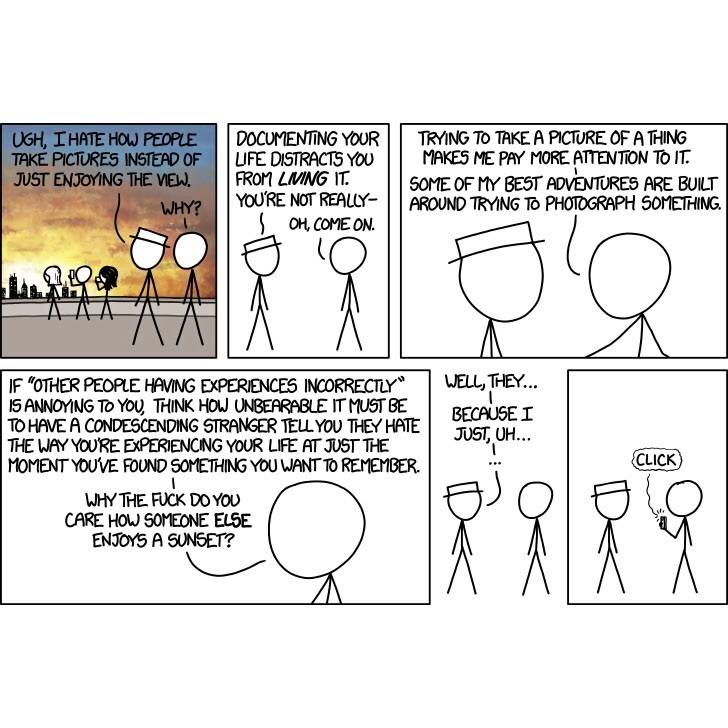 UGH, I HATE HOW PEOPLE
TAKE PICTURES INSTEAD OF
JUST ENJOYING THE VIEW.
WHY?
DOCUMENTING YOUR
LIFE DISTRACTS YOU
FROM LIVING IT.
YOU'RE NOT REALLY-
OH, COME ON.
TRYING TO TAKE A PICTURE OF A THING
MAKES ME PAY MORE ATTENTION TO IT.
SOME OF MY BEST ADVENTURES ARE BUILT
AROUND TRYING TO PHOTOGRAPH SOMETHING.
IF "OTHER PEOPLE HAVING EXPERIENCES INCORRECTLY"
IS ANNOYING TO YOU, THINK HOW UNBEARABLE IT MUST BE
TO HAVE A CONDESCENDING STRANGER TELL YOU THEY HATE
THE WAY YOU'RE EXPERIENCING YOUR LIFE AT JUST THE
MOMENT YOU'VE FOUND SOMETHING YOU WANT TO REMEMBER.
WHY THE FUCK DO YOU
CARE HOW SOMEONE ELSE
ENJOYS A SUNSET?
WELL, THEY...
BECAUSE I
JUST, UH...
...
CLICK